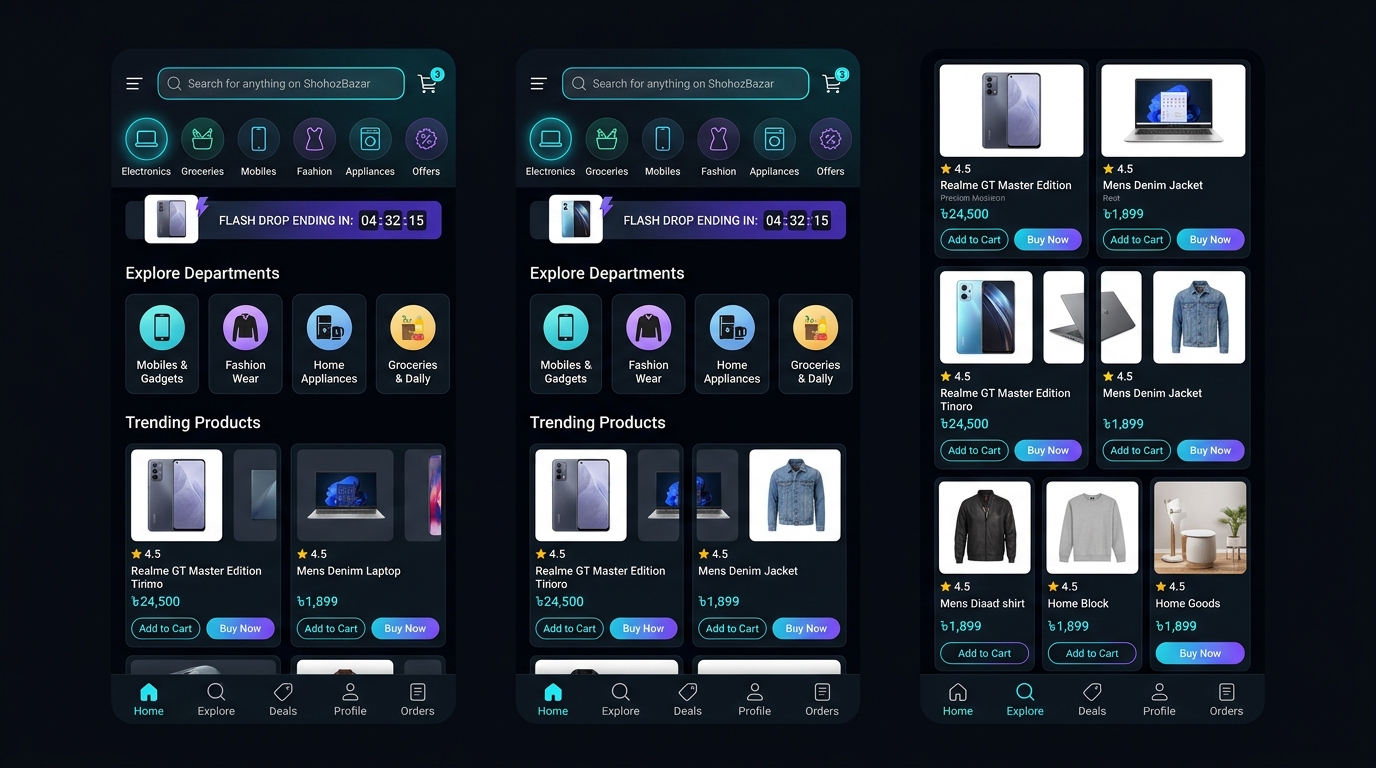 Search for anything on ShohozBazar
3
Electronics
Groceries
Mobiles
Faahion
Appliances
Offers
FLASH DROP ENDING IN: 04:32:15
Explore Departments
Mobiles & Gadgets
Fashion Wear
Home Appliances
Groceries & Daily
Trending Products
4.5
Realme GT Master Edition
Tirimo
৳24,500
Add to Cart
Buy Now
4.5
Mens Denim Laptop
৳1,899
Add to Cart
Buy Now
Home
Explore
Deals
Profile
Orders
Search for anything on ShohozBazar
3
Electronics
Groceries
Mobiles
Fashion
Appliances
Offers
FLASH DROP ENDING IN: 04:32:15
Explore Departments
Mobiles & Gadgets
Fashion Wear
Home Appliances
Groceries & Daily
Trending Products
4.5
Realme GT Master Edition
Tirioro
৳24,500
Add to Cart
Buy How
4.5
Mens Denim Jacket
৳1,899
Add to Cart
Buy Now
Home
Explore
Deals
Profile
Orders
4.5
Realme GT Master Edition
৳24,500
Add to Cart
Buy Now
4.5
Mens Denim Jacket
Reot
৳1,899
Add to Cart
Buy Now
4.5
Realme GT Master Edition
Tinoro
৳24,500
Add to Cart
Buy Now
4.5
Mens Denim Jacket
৳1,899
Add to Cart
Buy Now
4.5
Mens Diaad shirt
৳1,899
Add to Cart
4.5
Home Block
৳1,899
Add to Cart
4.5
Home Goods
৳1,899
Buy Now
Home
Explore
Deals
Profile
Orders